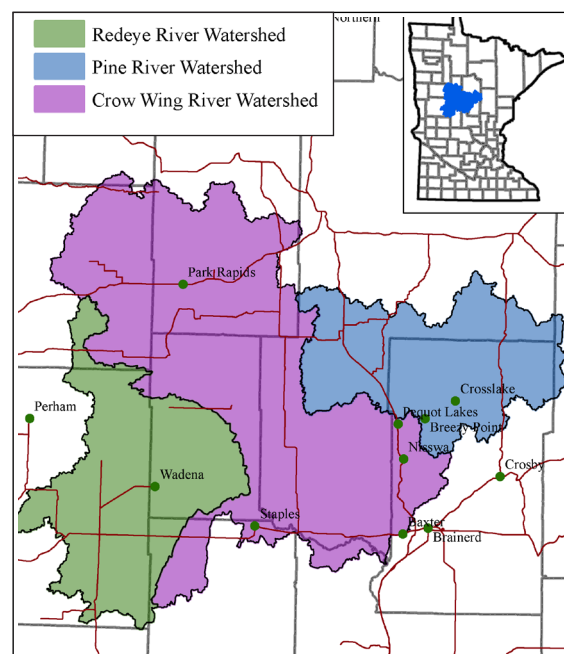 Redeye River Watershed
Pine River Watershed
Crow Wing River Watershed
Northern
Park Rapids
Crosslake
Perham
Pequot Lakes
Breezy Point
Nisswa
Crosby
Wadena
Staples
Baxter
Brainerd